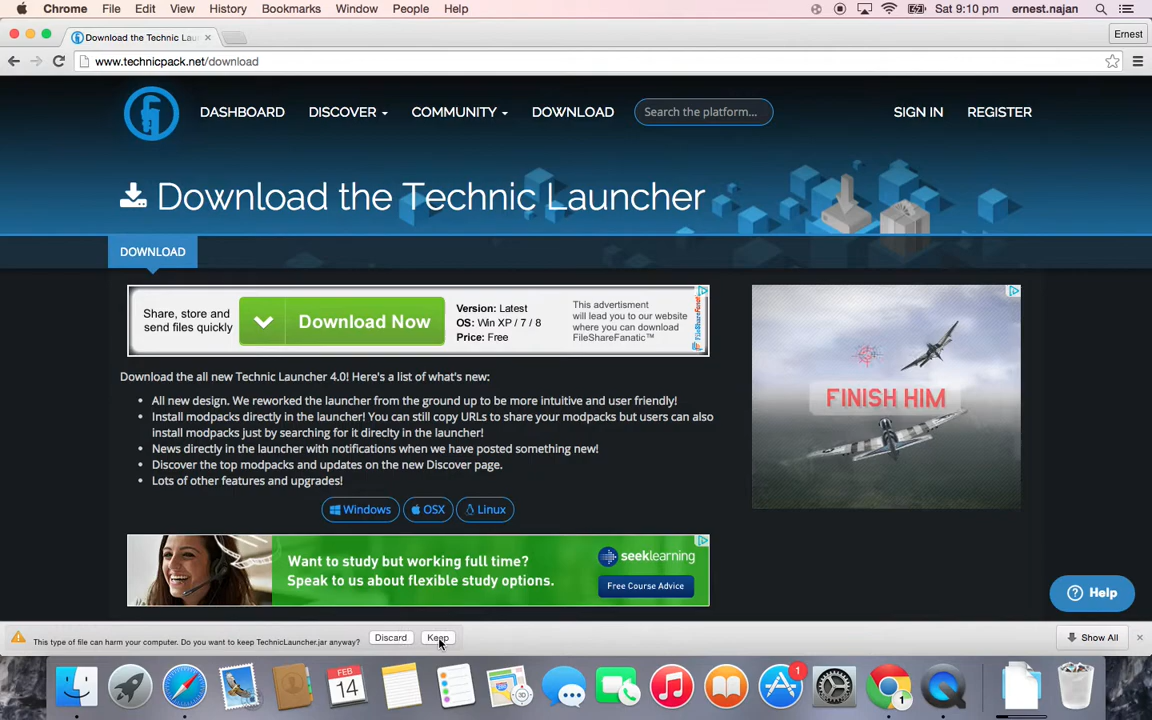 Chrome File Edit View History Bookmarks Window People Help Sat 9:10 pm ernest.najan
Download the Technic Lau Ernest
www.technicpack.net/download
DASHBOARD DISCOVER COMMUNITY DOWNLOAD Search the platform... SIGN IN REGISTER
Download the Technic Launcher
DOWNLOAD
Share, store and
send files quickly
Download Now
Version: Latest
OS: Win XP / 7 / 8
Price: Free
This advertisment
will lead you to our website
where you can download
FileShareFanatic™
FileShareFanatic
FINISH HIM
Download the all new Technic Launcher 4.0! Here's a list of what's new:
• All new design. We reworked the launcher from the ground up to be more intuitive and user friendly!
• Install modpacks directly in the launcher! You can still copy URLs to share your modpacks but users can also
install modpacks just by searching for it direclty in the launcher!
• News directly in the launcher with notifications when we have posted something new!
• Discover the top modpacks and updates on the new Discover page.
• Lots of other features and upgrades!
Windows OSX Linux
Want to study but working full time?
Speak to us about flexible study options.
seeklearning
Free Course Advice
Help
This type of file can harm your computer. Do you want to keep TechnicLauncher.jar anyway? Discard Keep Show All
FEB
14
1
1